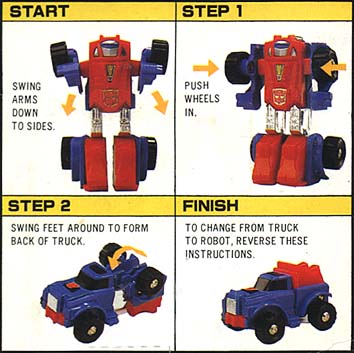 START
SWING
ARMS
DOWN
TO SIDES.
STEP 1
PUSH
WHEELS
IN.
STEP 2
SWING FEET AROUND TO FORM
BACK OF TRUCK.
FINISH
TO CHANGE FROM TRUCK
TO ROBOT, REVERSE THESE
INSTRUCTIONS.